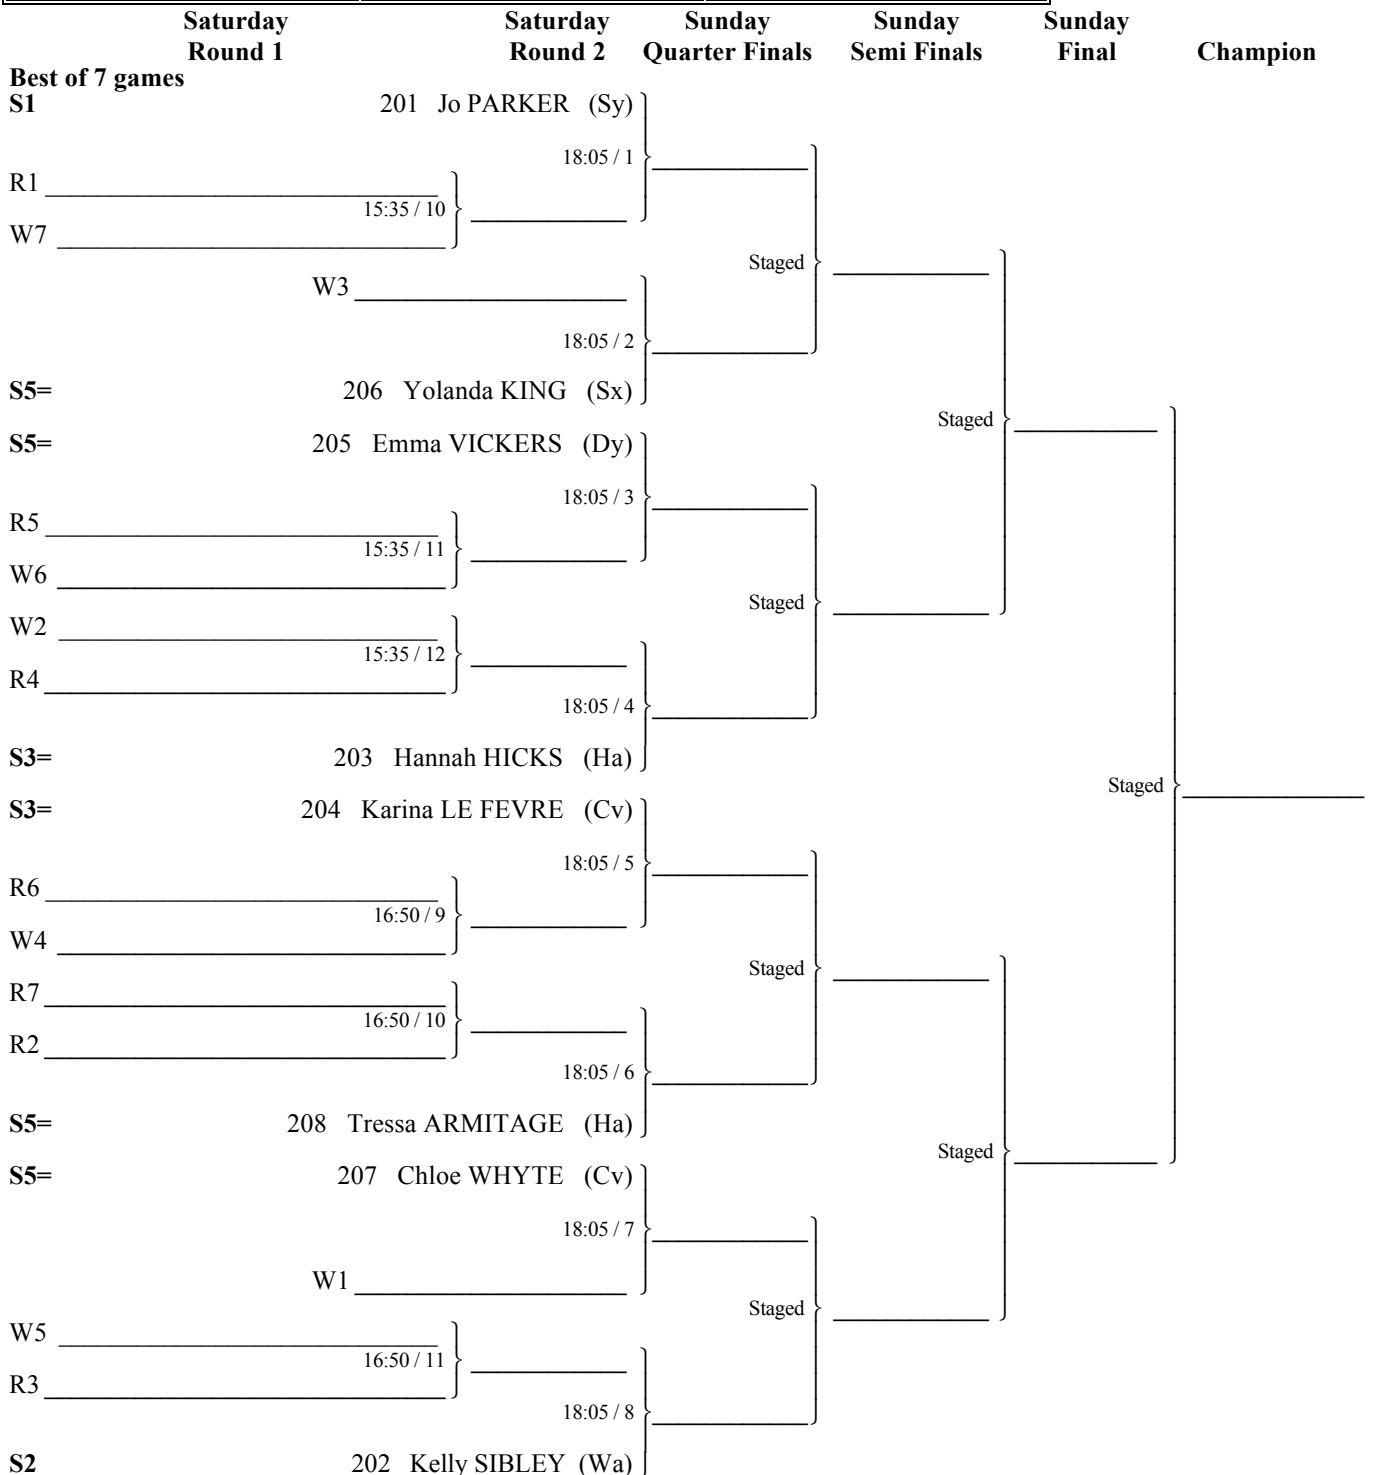 Saturday Saturday Sunday Sunday Sunday
Round 1 Round 2 Quarter Finals Semi Finals Final Champion
Best of 7 games
S1 201 Jo PARKER (Sy)
18:05 / 1
R1
15:35 / 10
W7
Staged
W3
18:05 / 2
S5= 206 Yolanda KING (Sx)
Staged
S5= 205 Emma VICKERS (Dy)
18:05 / 3
R5
15:35 / 11
W6
Staged
W2
15:35 / 12
R4
18:05 / 4
S3= 203 Hannah HICKS (Ha)
Staged
S3= 204 Karina LE FEVRE (Cv)
18:05 / 5
R6
16:50 / 9
W4
Staged
R7
16:50 / 10
R2
18:05 / 6
S5= 208 Tressa ARMITAGE (Ha)
Staged
S5= 207 Chloe WHYTE (Cv)
18:05 / 7
W1
Staged
W5
16:50 / 11
R3
18:05 / 8
S2 202 Kelly SIBLEY (Wa)